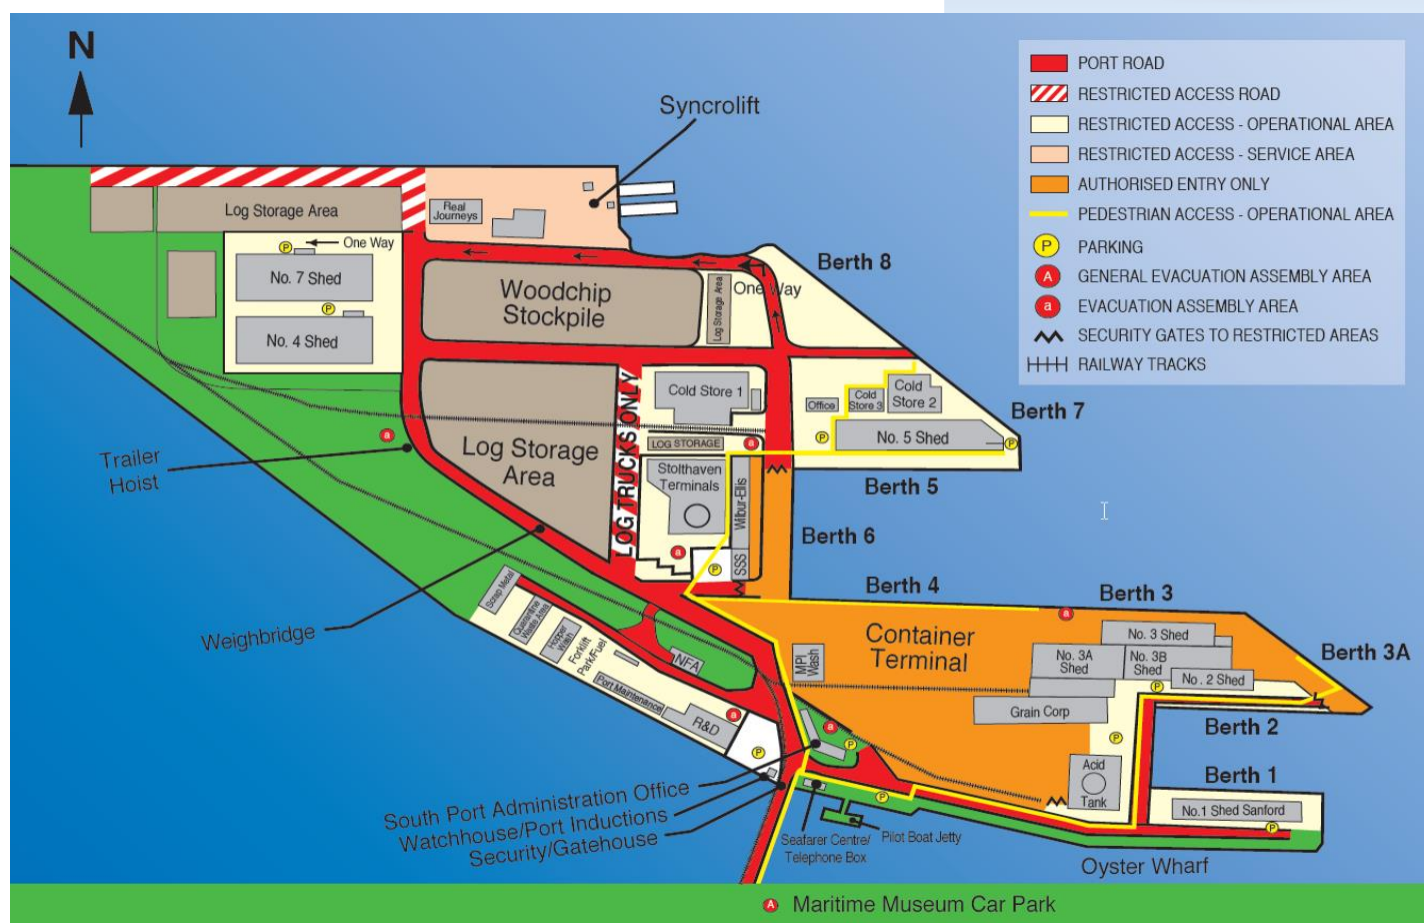 N
Syncrolift
PORT ROAD
RESTRICTED ACCESS ROAD
RESTRICTED ACCESS - OPERATIONAL AREA
RESTRICTED ACCESS - SERVICE AREA
AUTHORISED ENTRY ONLY
PEDESTRIAN ACCESS - OPERATIONAL AREA
P PARKING
A GENERAL EVACUATION ASSEMBLY AREA
a EVACUATION ASSEMBLY AREA
SECURITY GATES TO RESTRICTED AREAS
RAILWAY TRACKS
Log Storage Area
Real
Journeys
P
One Way
No. 7 Shed
P
No. 4 Shed
Woodchip
Stockpile
Log Storage Area
One Way
Berth 8
Cold Store 1
LOG STORAGE
a
LOG TRUCKS ONLY
Office
Cold
Store 3
Cold
Store 2
Berth 7
P
No. 5 Shed
P
Berth 5
a
Trailer
Hoist
Log Storage
Area
Stolthaven
Terminals
Wilbur-Ellis
Berth 6
a
P
SSS
Weighbridge
Berth 4
a
Berth 3
Container
Terminal
No. 3 Shed
No. 3A
Shed
No. 3B
Shed
No. 2 Shed
Berth 3A
P
Grain Corp
Berth 2
MPI
Wash
Scrap Metal
Quarantine
Waste Area
Hopper
Wash
Forklift
Park/Fuel
NFA
Port Maintenance
R&D
a
P
a
P
P
Acid
Tank
Berth 1
No.1 Shed Sanford
P
South Port Administration Office
Watchhouse/Port Inductions
Security/Gatehouse
P
Seafarer Centre/
Telephone Box
Pilot Boat Jetty
Oyster Wharf
A Maritime Museum Car Park